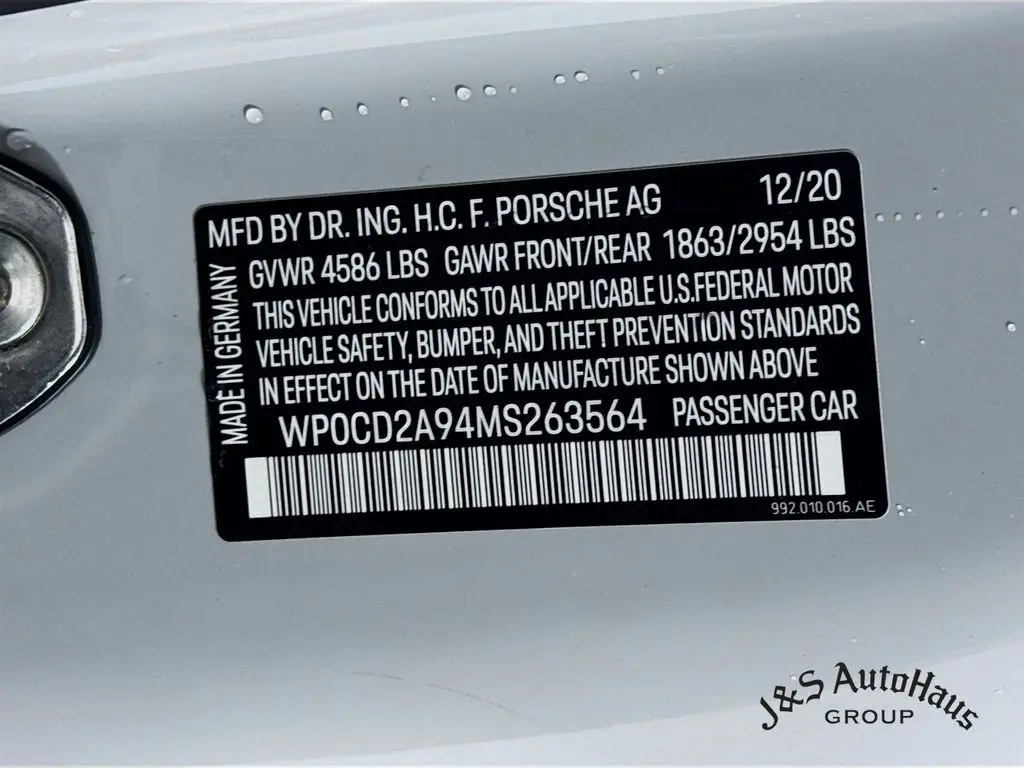 MFD BY DR. ING. H.C. F. PORSCHE AG 12/20
GVWR 4586 LBS GAWR FRONT/REAR 1863/2954 LBS
THIS VEHICLE CONFORMS TO ALL APPLICABLE U.S.FEDERAL MOTOR
VEHICLE SAFETY, BUMPER, AND THEFT PREVENTION STANDARDS
IN EFFECT ON THE DATE OF MANUFACTURE SHOWN ABOVE
WP0CD2A94MS263564 PASSENGER CAR
MADE IN GERMANY
992.010.016.AE
J&S AutoHaus
GROUP